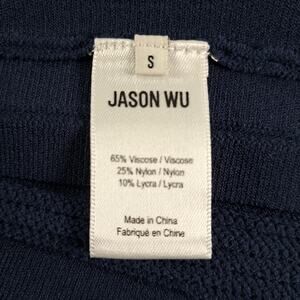 S
JASON WU
65% Viscose / Viscose
25% Nylon / Nylon
10% Lycra / Lycra
Made in China
Fabriqué en Chine